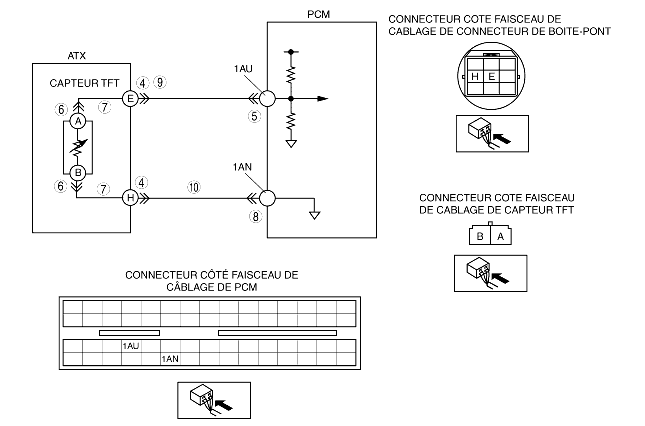 PCM
CONNECTEUR COTE FAISCEAU DE
CABLAGE DE CONNECTEUR DE BOITE-PONT
ATX
1AU
CAPTEUR TFT
4 9
H E
E
6 7 5
A
1AN
B
4
6 7 10
H
8
CONNECTEUR COTE FAISCEAU
DE CABLAGE DE CAPTEUR TFT
B A
CONNECTEUR CÔTÉ FAISCEAU DE
CÂBLAGE DE PCM
1AU
1AN